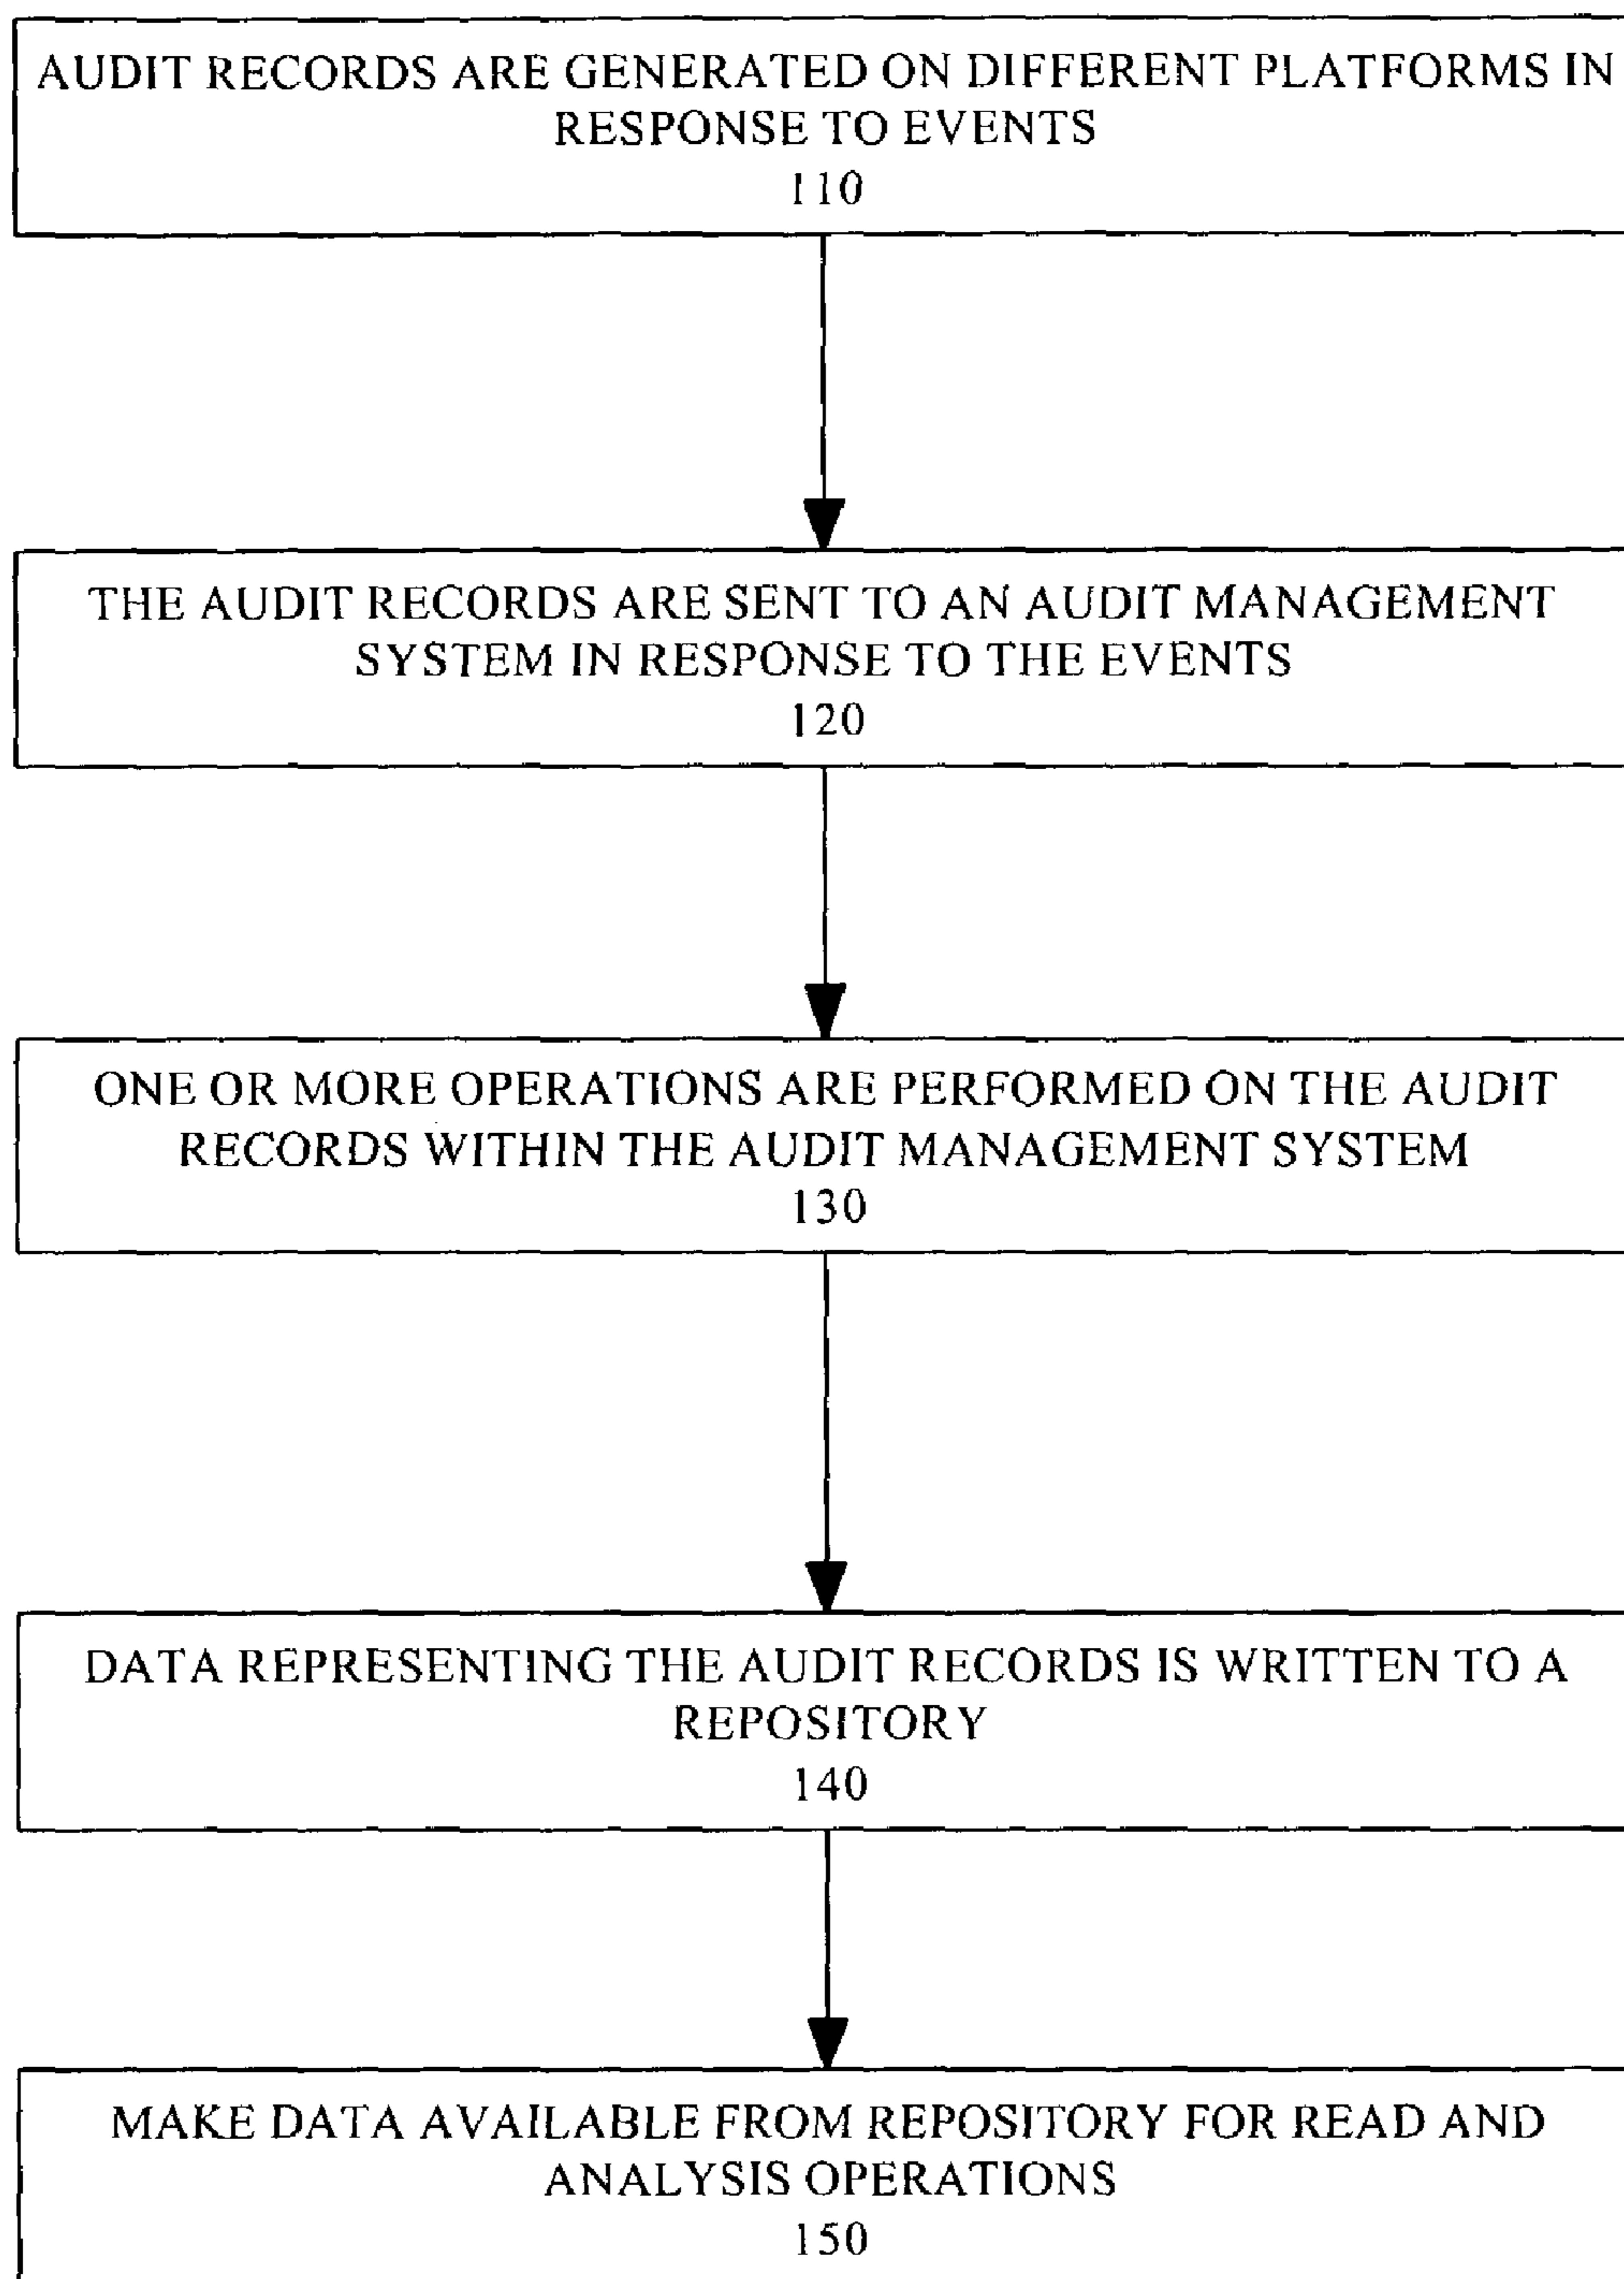 AUDIT RECORDS ARE GENERATED ON DIFFERENT PLATFORMS IN
RESPONSE TO EVENTS
110
THE AUDIT RECORDS ARE SENT TO AN AUDIT MANAGEMENT
SYSTEM IN RESPONSE TO THE EVENTS
120
ONE OR MORE OPERATIONS ARE PERFORMED ON THE AUDIT
RECORDS WITHIN THE AUDIT MANAGEMENT SYSTEM
130
DATA REPRESENTING THE AUDIT RECORDS IS WRITTEN TO A
REPOSITORY
140
MAKE DATA AVAILABLE FROM REPOSITORY FOR READ AND
ANALYSIS OPERATIONS
150